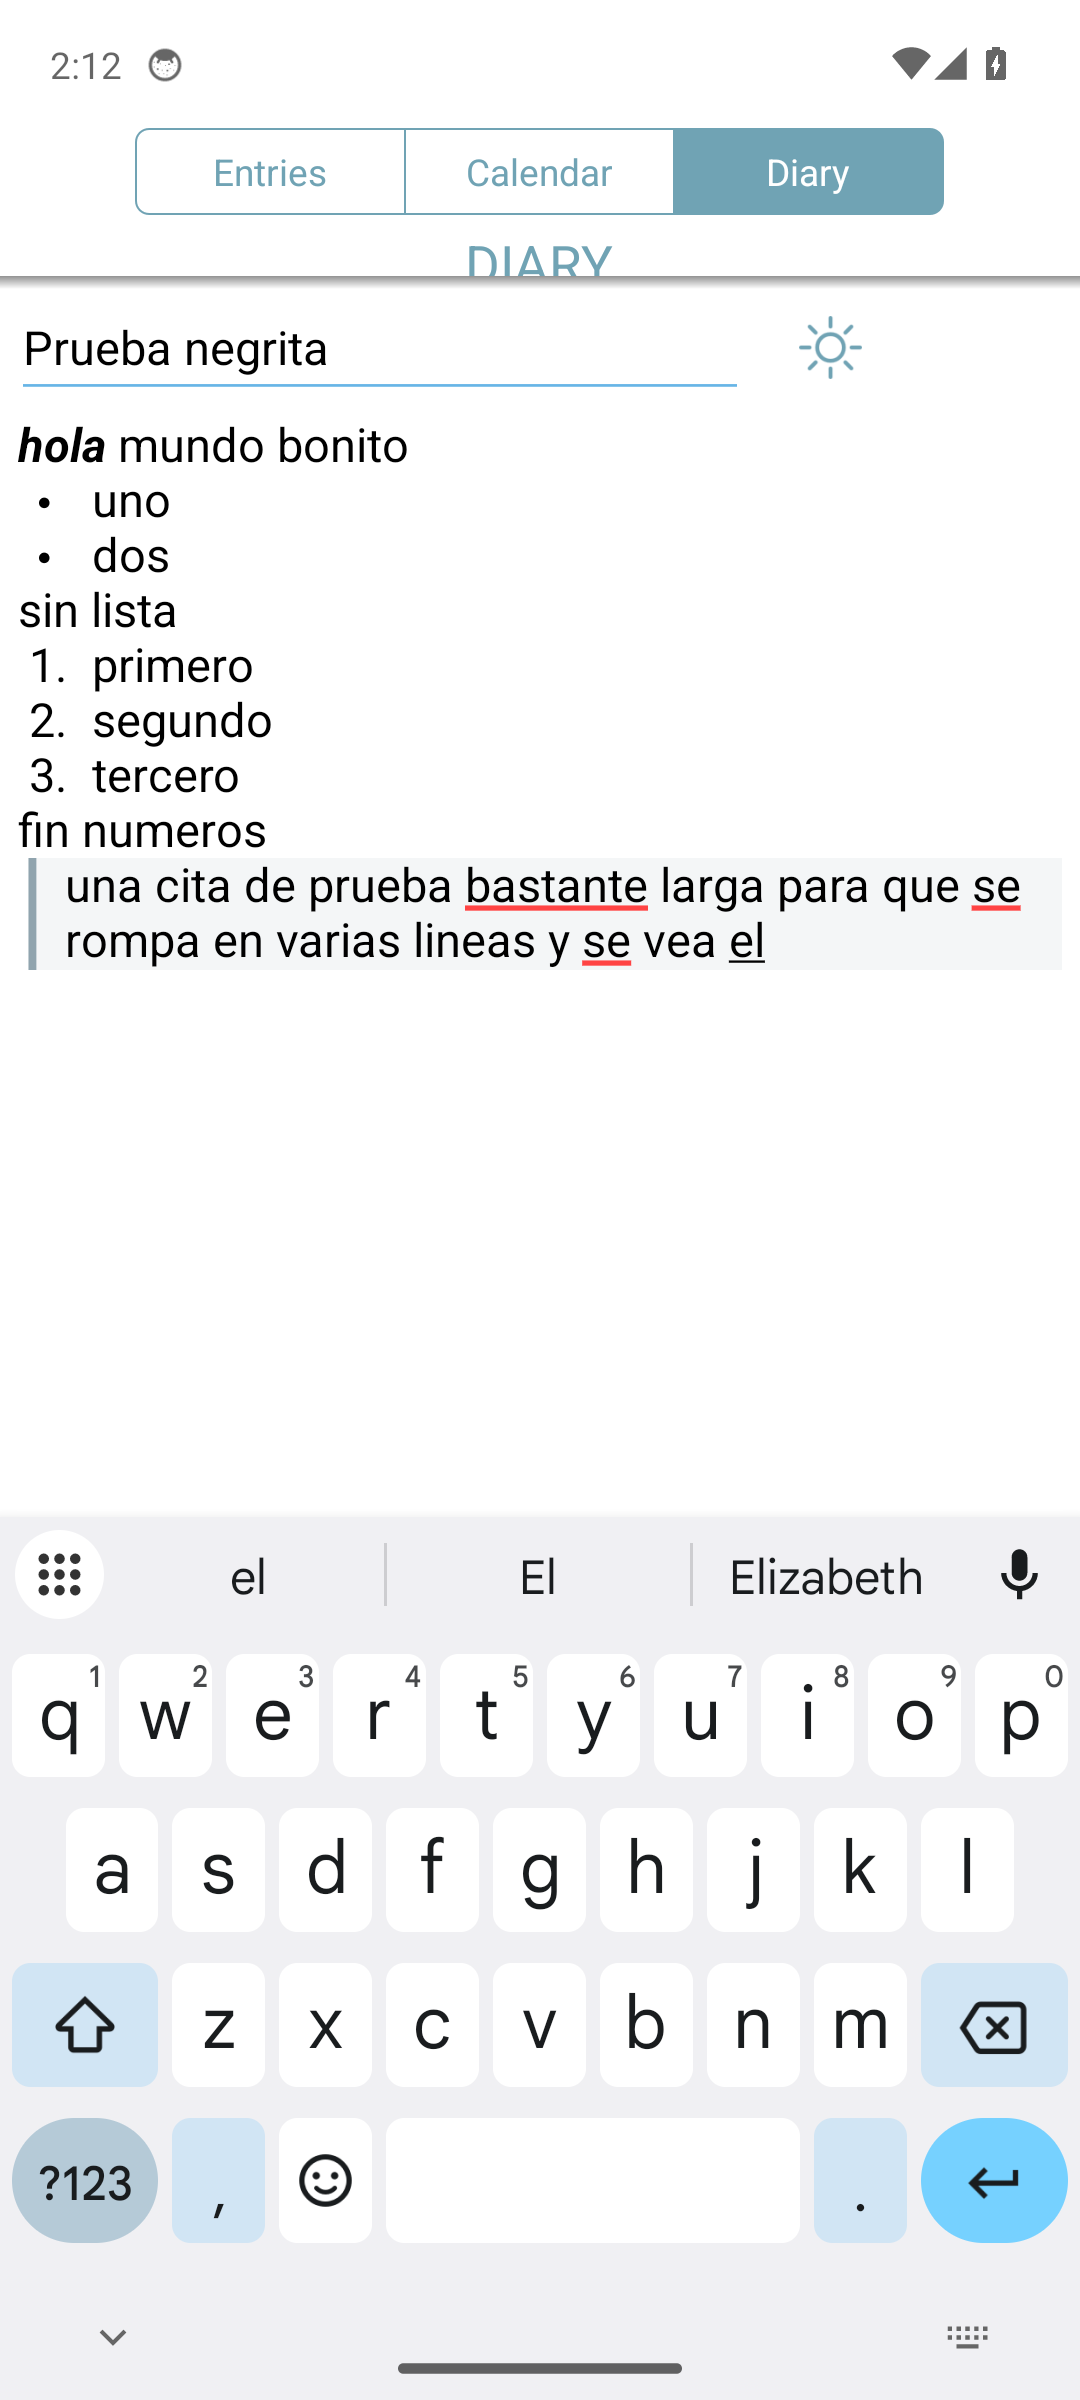 2:12
Entries Calendar Diary
DIARY
Prueba negrita
hola mundo bonito
• uno
• dos
sin lista
1. primero
2. segundo
3. tercero
fin numeros
una cita de prueba bastante larga para que se
rompa en varias lineas y se vea el
el El Elizabeth
q 1 w 2 e 3 r 4 t 5 y 6 u 7 i 8 o 9 p 0
a s d f g h j k l
z x c v b n m
?123 , .